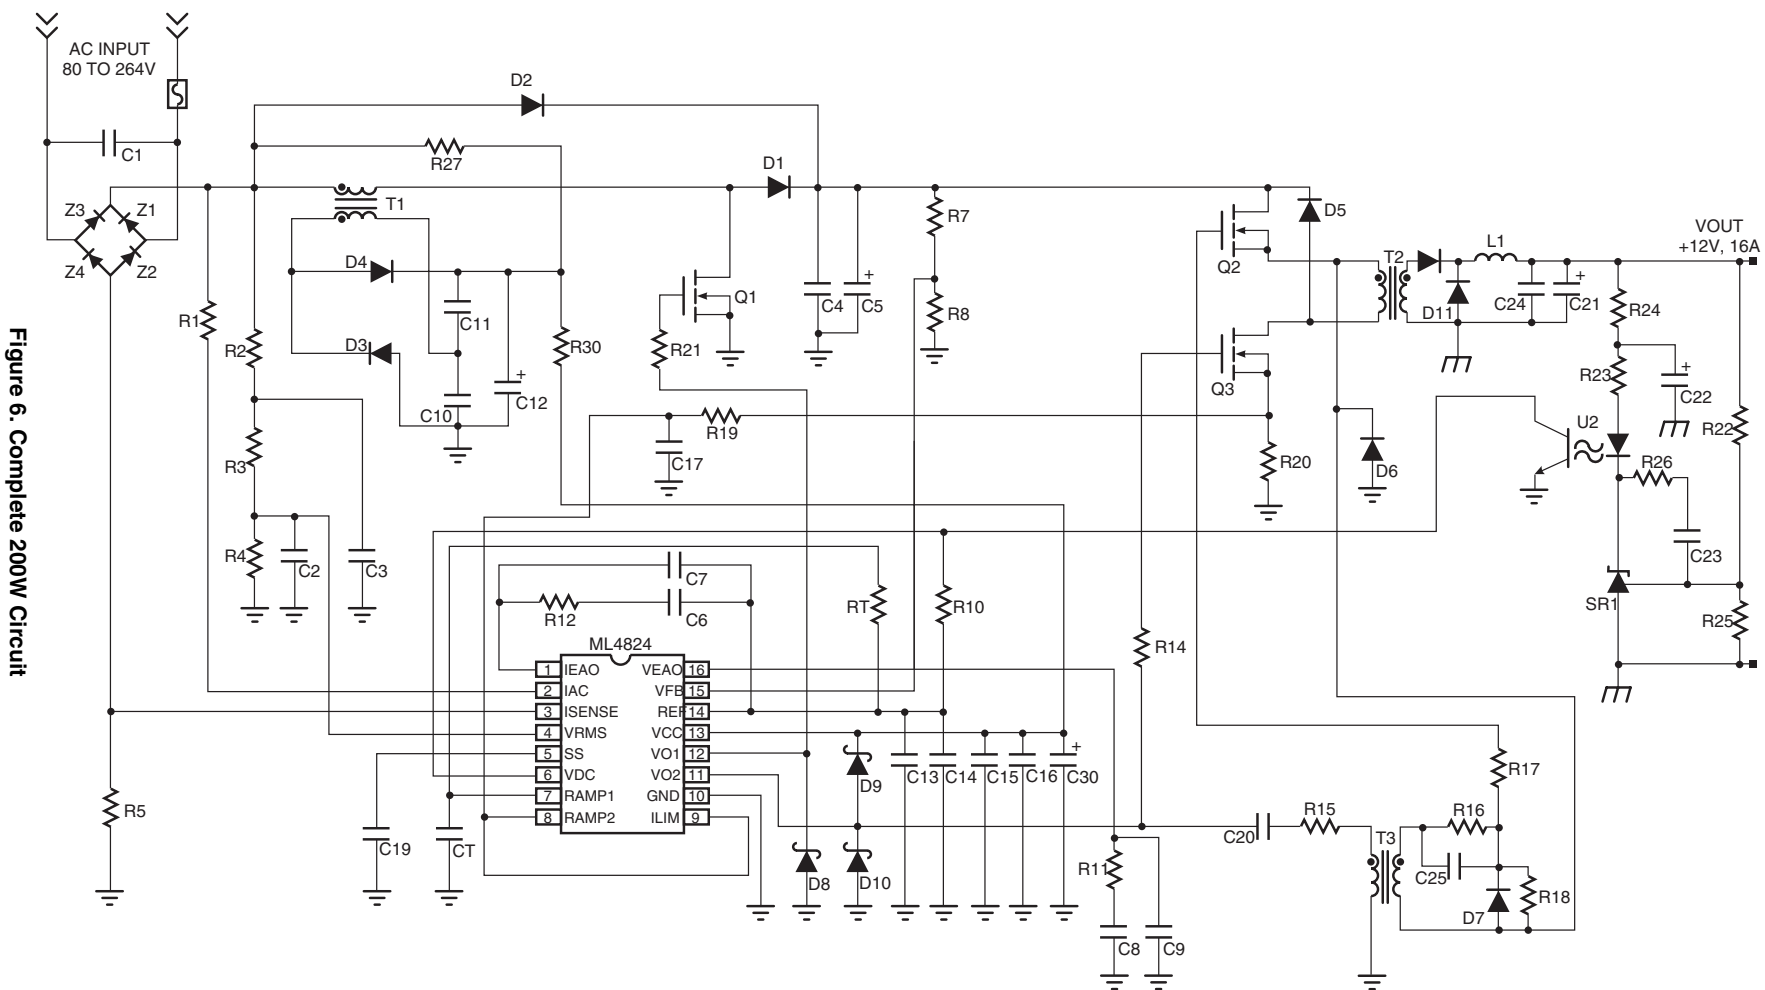 AC INPUT
80 TO 264V
C1
Z3
Z1
Z4
Z2
D2
R27
D1
T1
D4
D3
C11
C10
+
C12
R30
R1
R2
R3
R4
C2
C3
R5
Q1
R21
C4
+
C5
R7
R8
R19
C17
Q2
D5
Q3
R20
D6
T2
L1
VOUT
+12V, 16A
D11
C24
+
C21
R24
R23
+
C22
R22
U2
R26
C23
SR1
R25
C7
R12
C6
RT
R10
R14
ML4824
1 IEAO
2 IAC
3 ISENSE
4 VRMS
5 SS
6 VDC
7 RAMP1
8 RAMP2
VEAO 16
VFB 15
REF 14
VCC 13
VO1 12
VO2 11
GND 10
ILIM 9
C19
CT
D8
D9
D10
C13
C14
C15
C16
+
C30
R11
C8
C9
C20
R15
T3
R16
R17
C25
D7
R18
Figure 6. Complete 200W Circuit